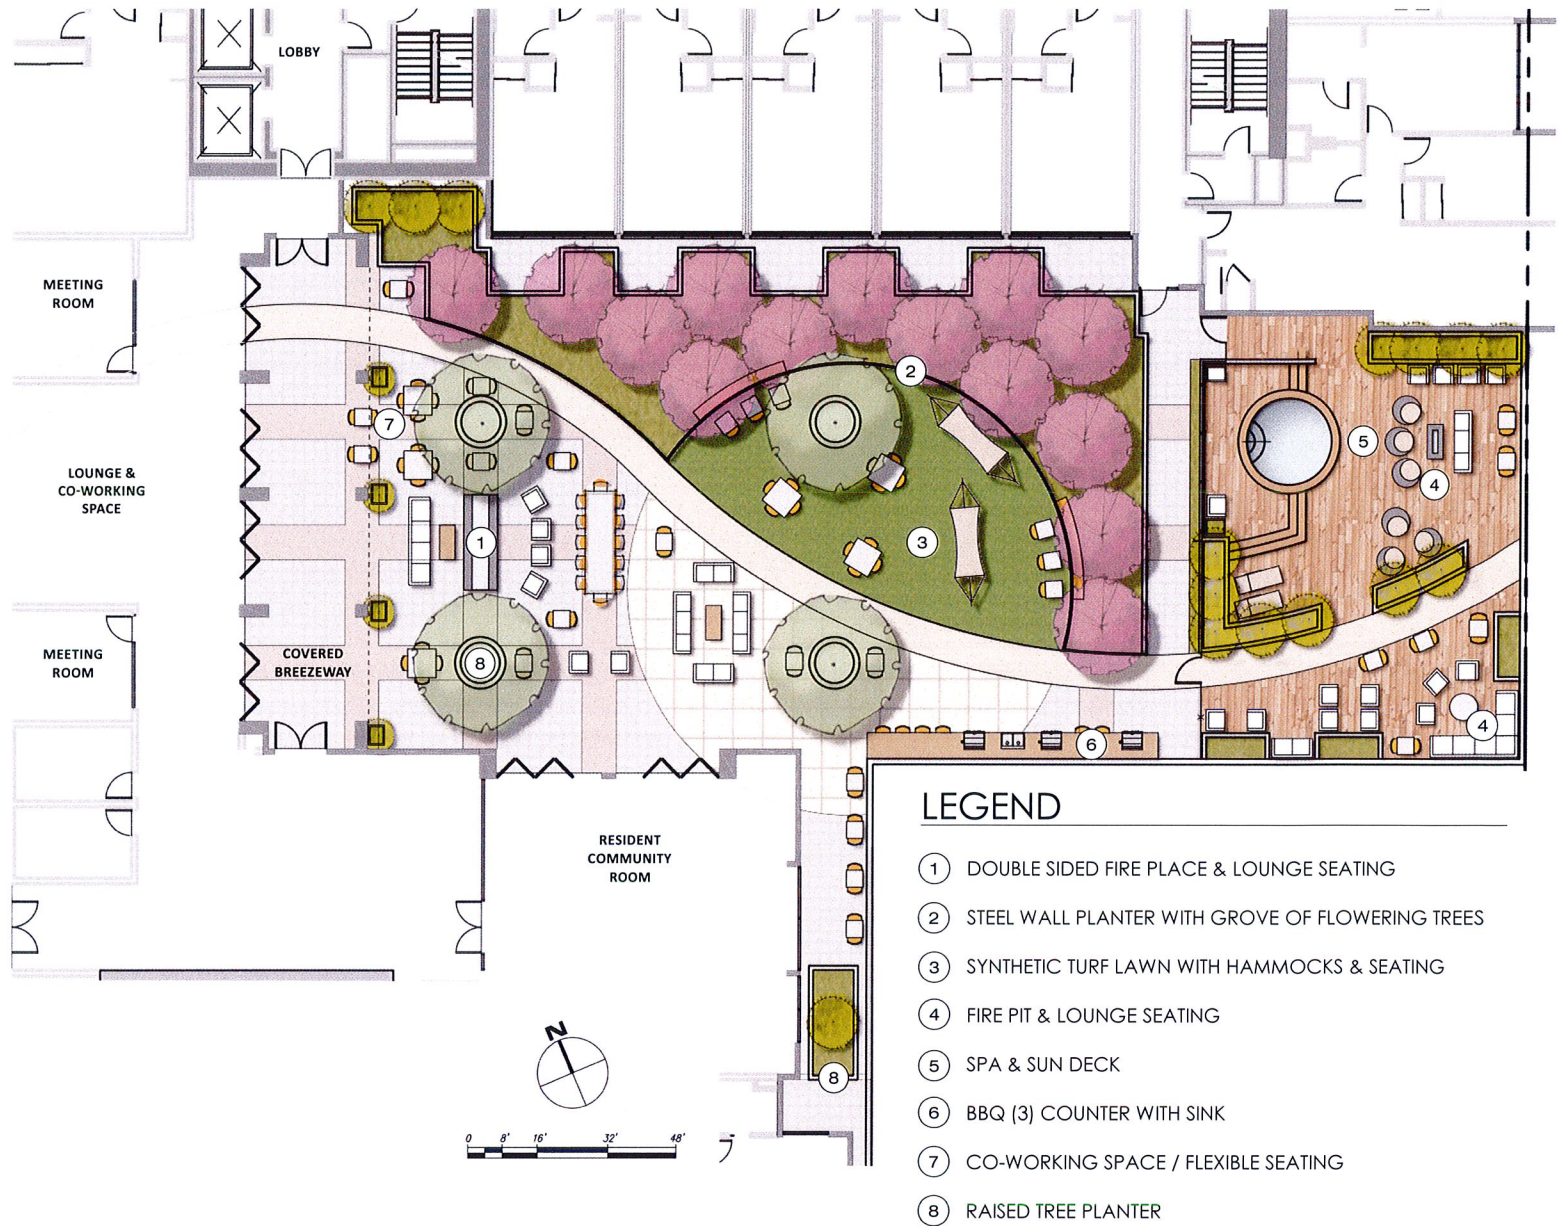 LOBBY
MEETING
ROOM
2
7
5
4
LOUNGE &
CO-WORKING
SPACE
1
3
MEETING
ROOM
COVERED
BREEZEWAY
8
4
6
RESIDENT
COMMUNITY
ROOM
8
N
0 8' 16' 32' 48'
LEGEND
1 DOUBLE SIDED FIRE PLACE & LOUNGE SEATING
2 STEEL WALL PLANTER WITH GROVE OF FLOWERING TREES
3 SYNTHETIC TURF LAWN WITH HAMMOCKS & SEATING
4 FIRE PIT & LOUNGE SEATING
5 SPA & SUN DECK
6 BBQ (3) COUNTER WITH SINK
7 CO-WORKING SPACE / FLEXIBLE SEATING
8 RAISED TREE PLANTER